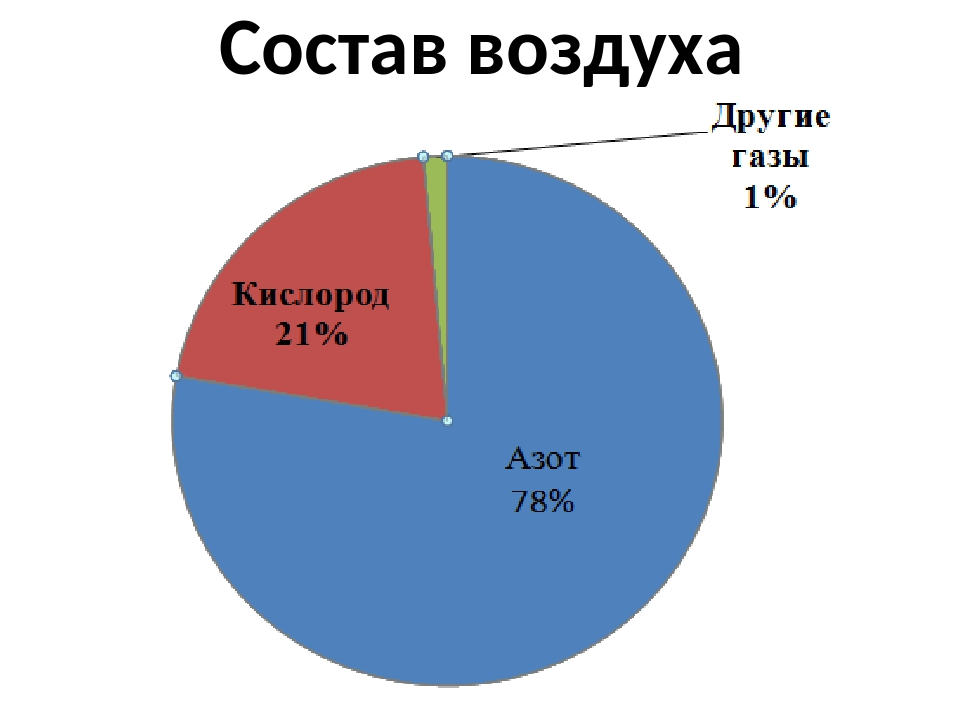 Состав воздуха
Другие
газы
1%
Кислород
21%
Азот
78%